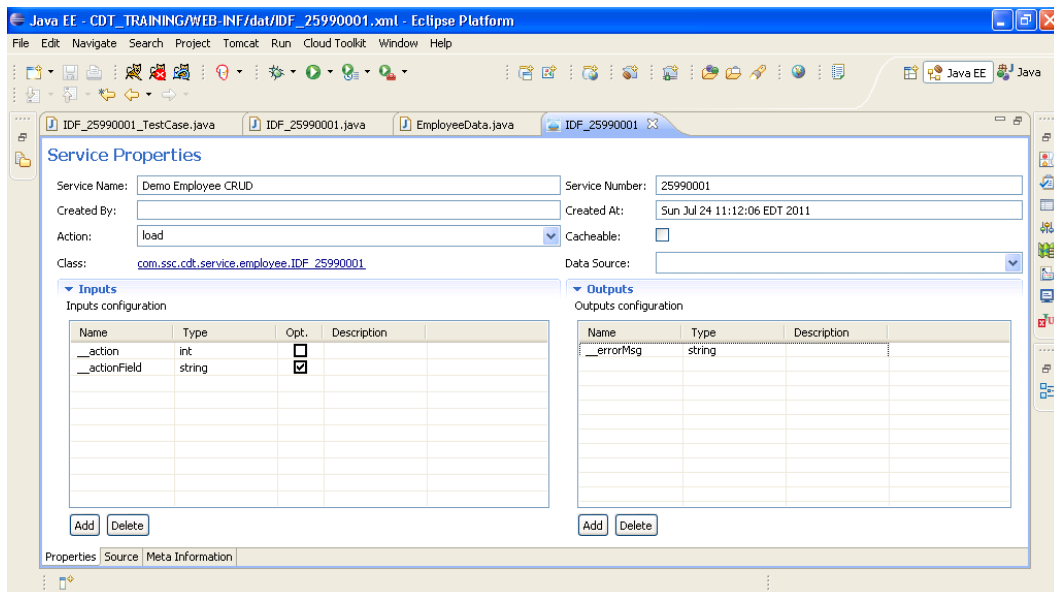 Java EE - CDT_TRAINING/WEB-INF/dat/IDF_25990001.xml - Eclipse Platform
File Edit Navigate Search Project Tomcat Run Cloud Toolkit Window Help
Java EE Java
IDF_25990001_TestCase.java IDF_25990001.java EmployeeData.java IDF_25990001
Service Properties
Service Name: Demo Employee CRUD Service Number: 25990001
Created By: Created At: Sun Jul 24 11:12:06 EDT 2011
Action: load Cacheable:
Class: com.ssc.cdt.service.employee.IDF_25990001 Data Source:
Inputs Outputs
Inputs configuration Outputs configuration
Name Type Opt. Description Name Type Description
__action int __errorMsg string
__actionField string
Add Delete Add Delete
Properties Source Meta Information